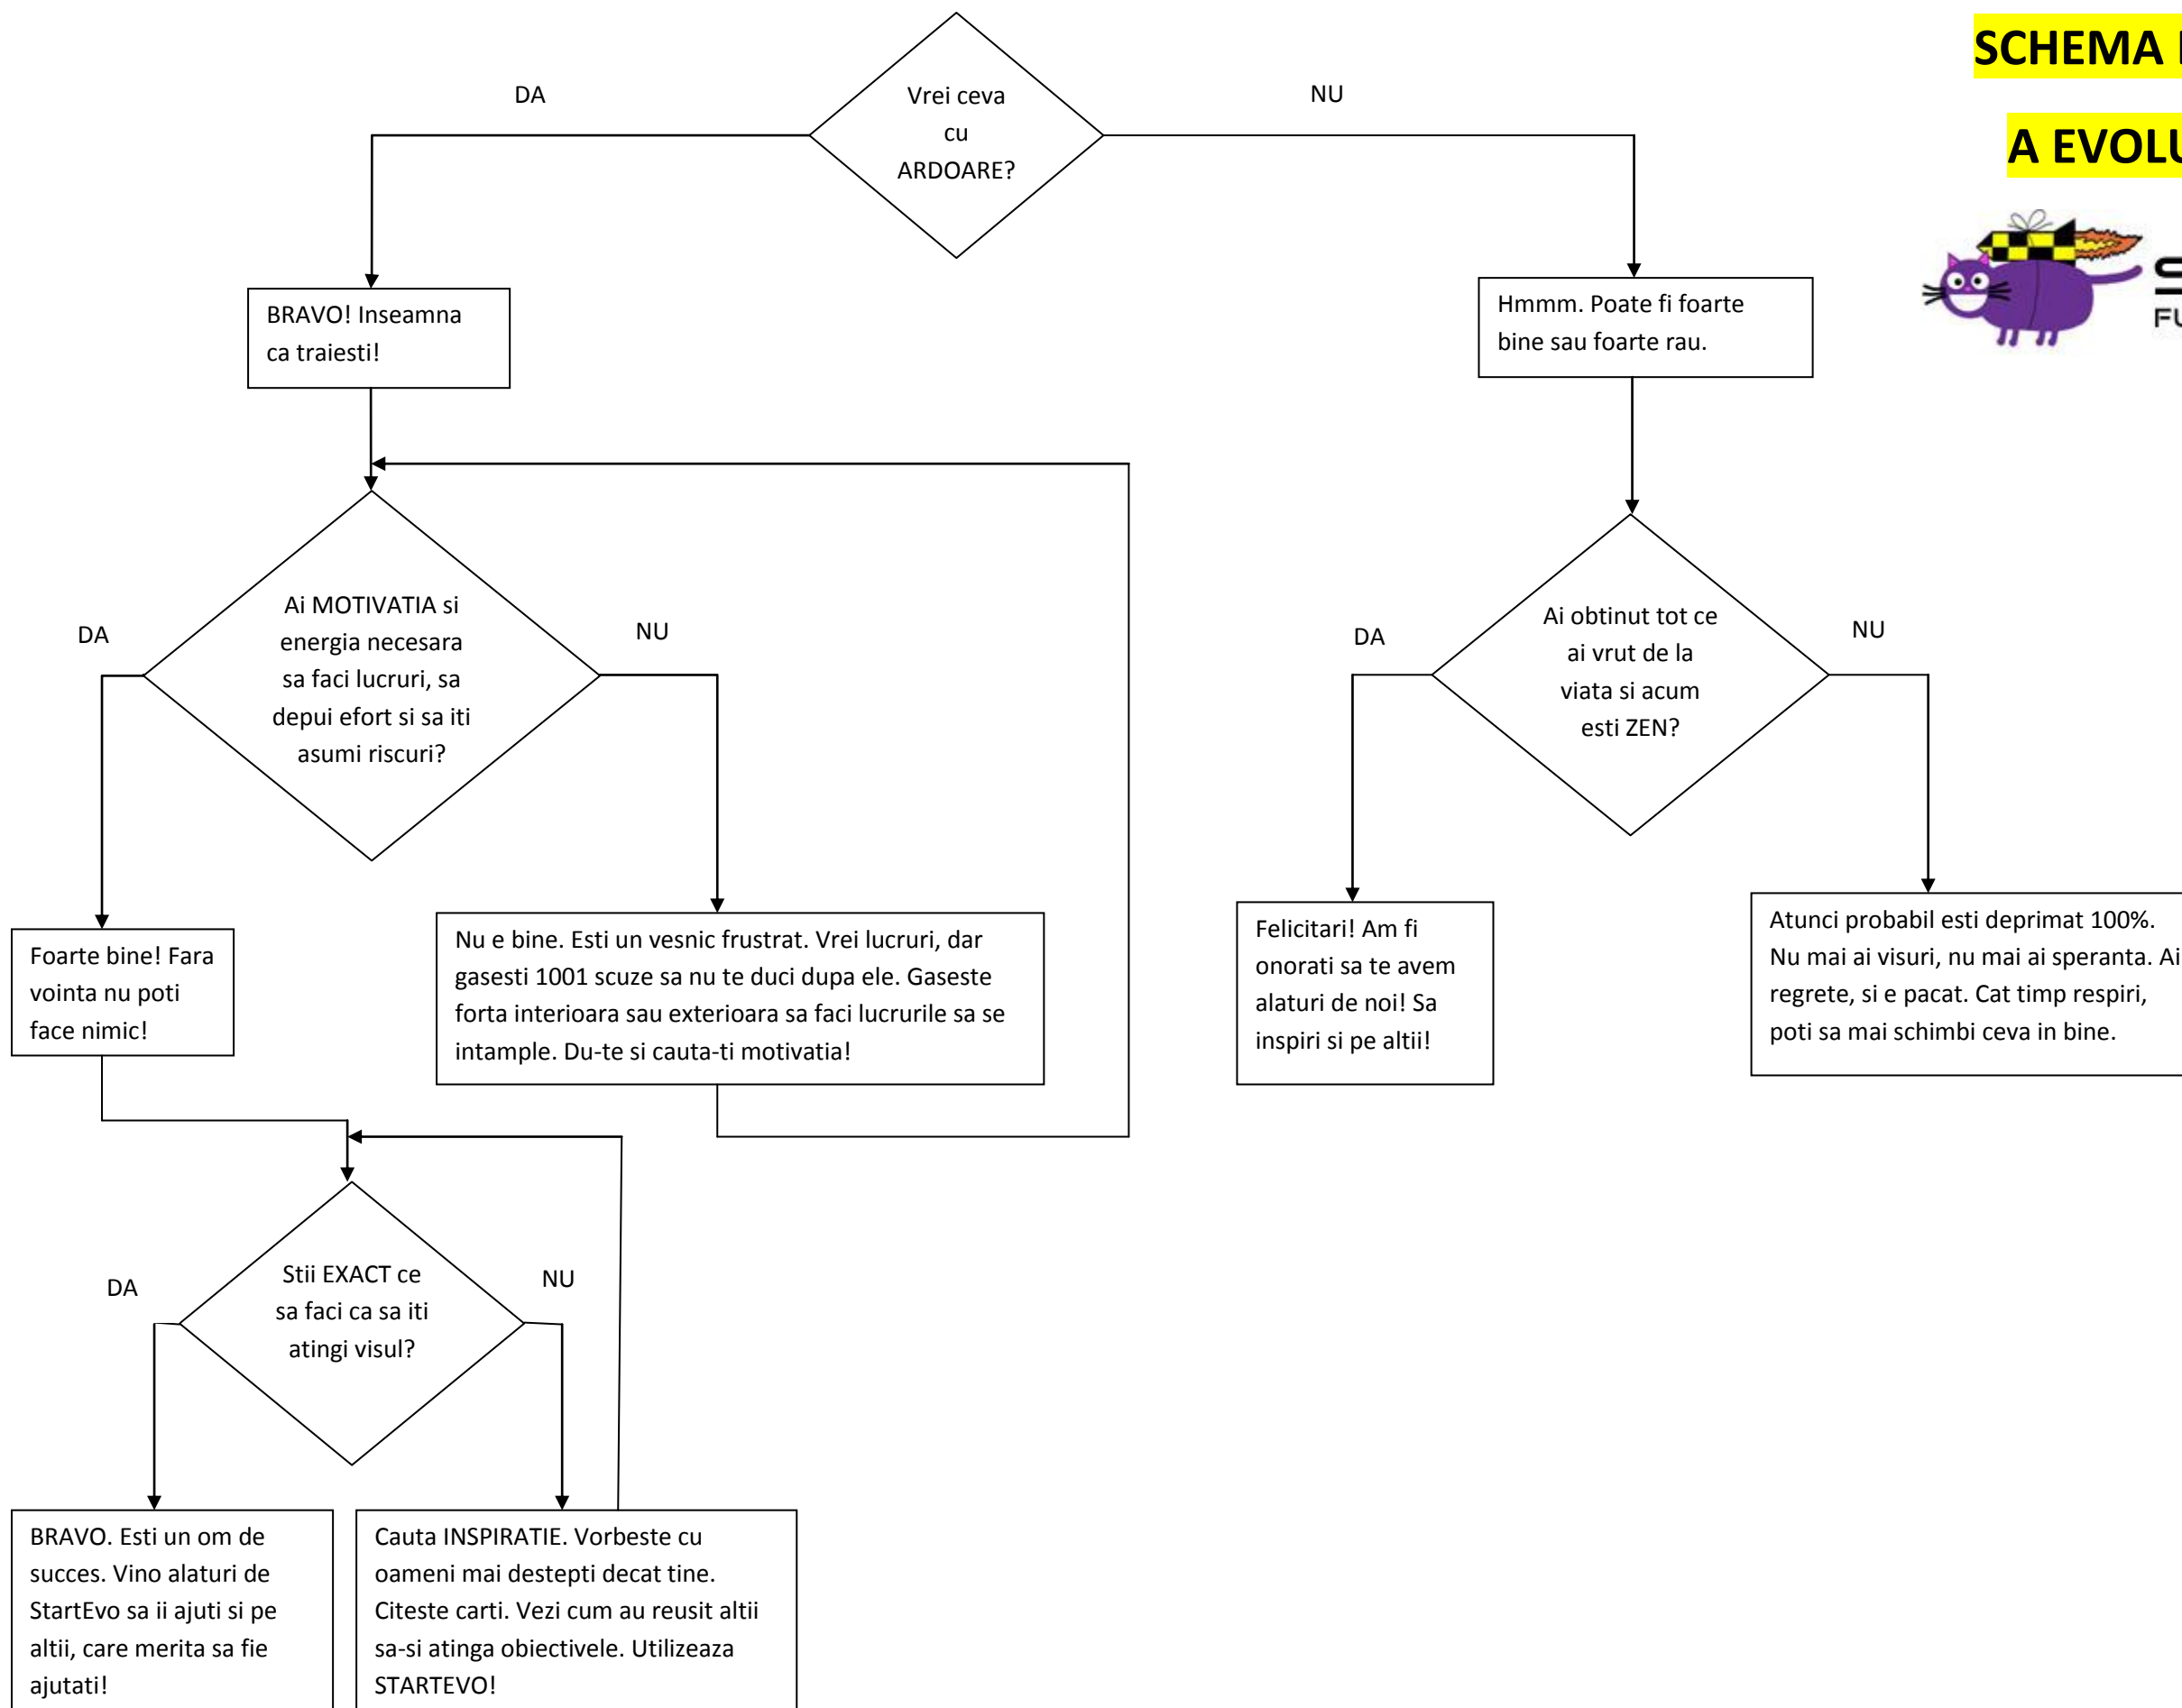 SCHEMA
A EVOLU
Vrei ceva
cu
ARDOARE?
DA
NU
BRAVO! Inseamna
ca traiesti!
Hmmm. Poate fi foarte
bine sau foarte rau.
FU
Ai MOTIVATIA si
energia necesara
sa faci lucruri, sa
depui efort si sa iti
asumi riscuri?
DA
NU
Ai obtinut tot ce
ai vrut de la
viata si acum
esti ZEN?
DA
NU
Foarte bine! Fara
vointa nu poti
face nimic!
Nu e bine. Esti un vesnic frustrat. Vrei lucruri, dar
gasesti 1001 scuze sa nu te duci dupa ele. Gaseste
forta interioara sau exterioara sa faci lucrurile sa se
intample. Du-te si cauta-ti motivatia!
Felicitari! Am fi
onorati sa te avem
alaturi de noi! Sa
inspiri si pe altii!
Atunci probabil esti deprimat 100%.
Nu mai ai visuri, nu mai ai speranta. Ai
regrete, si e pacat. Cat timp respiri,
poti sa mai schimbi ceva in bine.
Stii EXACT ce
sa faci ca sa iti
atingi visul?
DA
NU
BRAVO. Esti un om de
succes. Vino alaturi de
StartEvo sa ii ajuti si pe
altii, care merita sa fie
ajutati!
Cauta INSPIRATIE. Vorbeste cu
oameni mai destepti decat tine.
Citeste carti. Vezi cum au reusit altii
sa-si atinga obiectivele. Utilizeaza
STARTEVO!